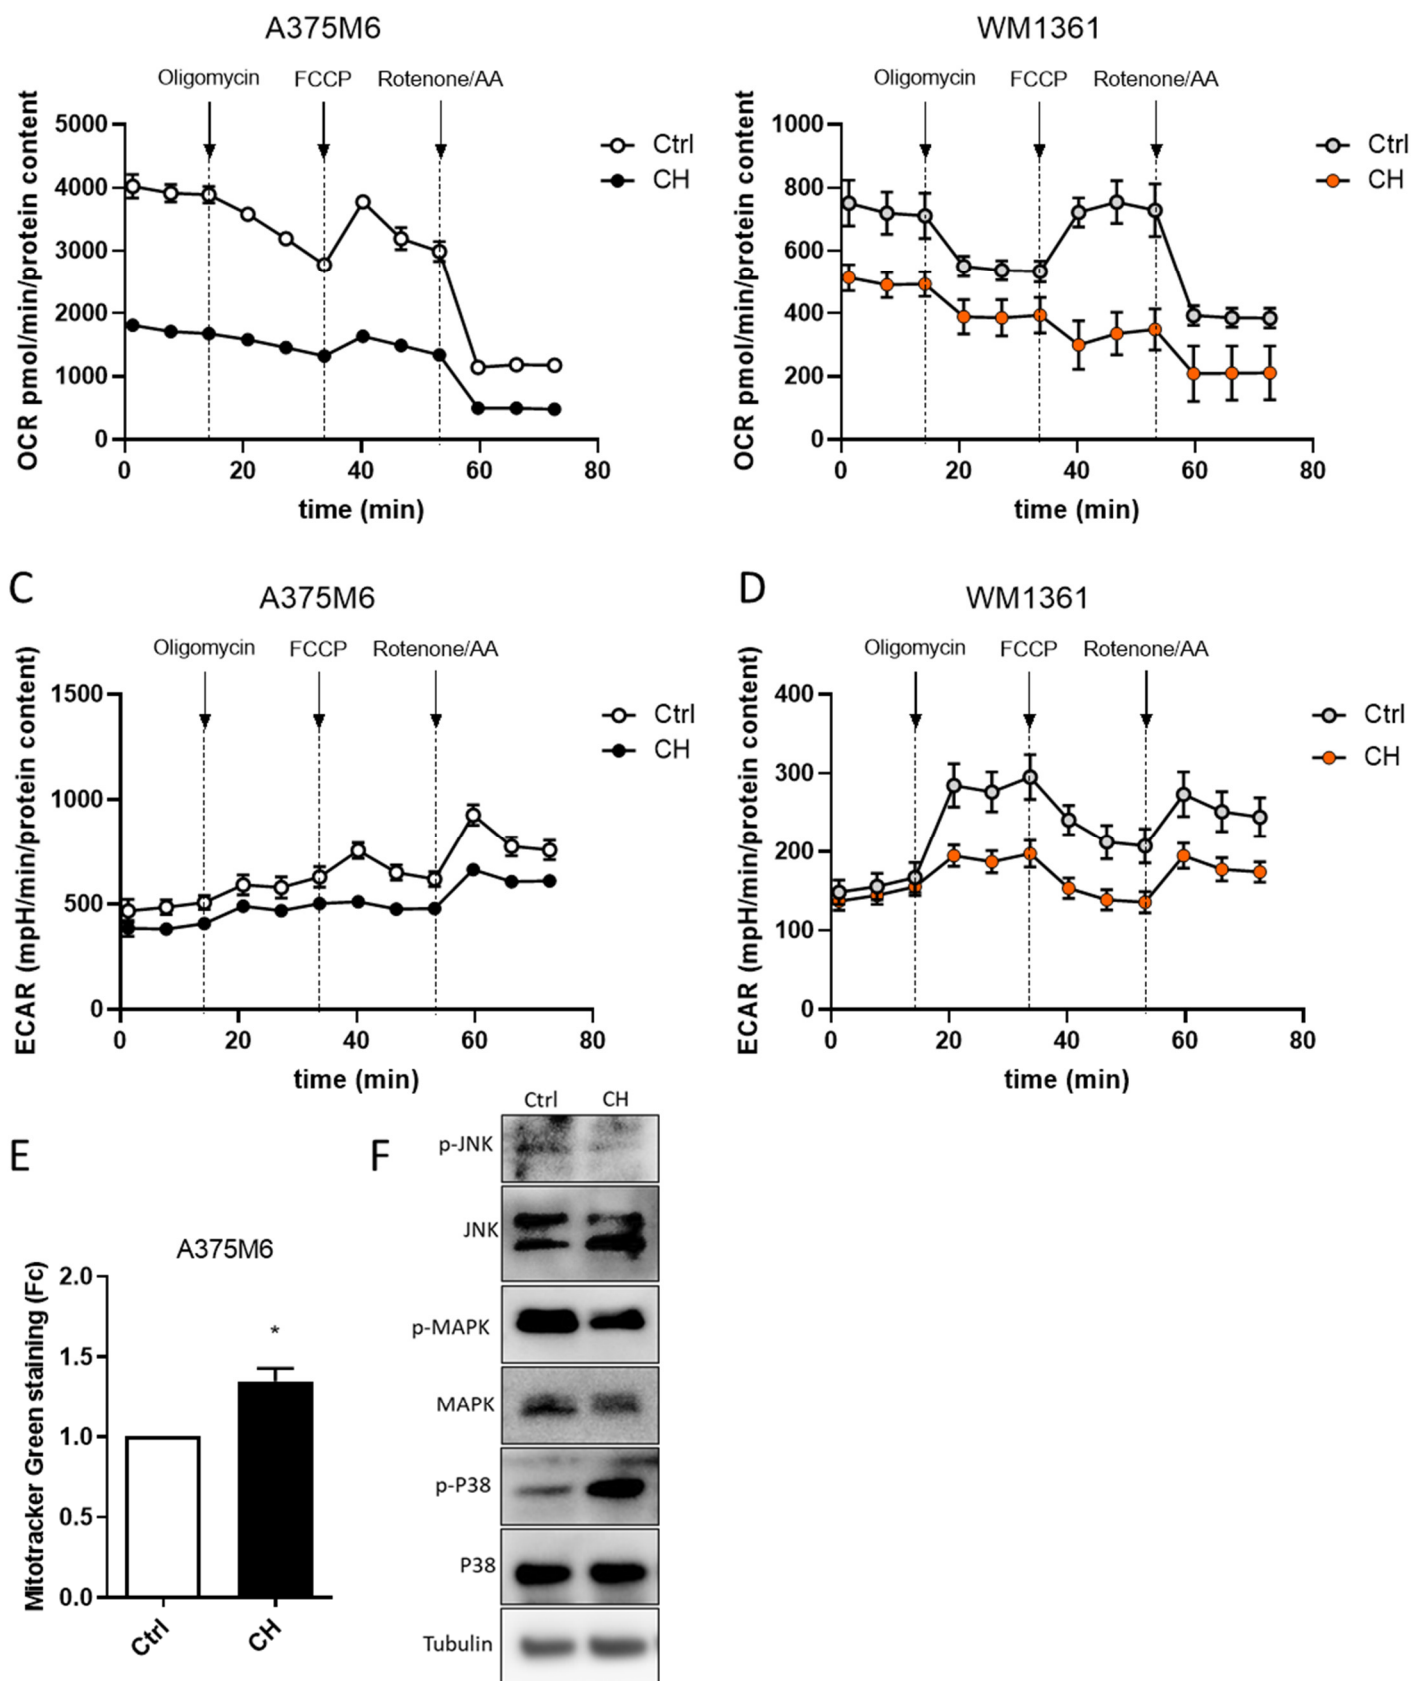 A375M6
Oligomycin FCCP Rotenone/AA
OCR pmol/min/protein content
5000
4000
3000
2000
1000
0
0 20 40 60 80
time (min)
Ctrl
CH
WM1361
Oligomycin FCCP Rotenone/AA
OCR pmol/min/protein content
1000
800
600
400
200
0
0 20 40 60 80
time (min)
Ctrl
CH
C
A375M6
Oligomycin FCCP Rotenone/AA
ECAR (mpH/min/protein content)
1500
1000
500
0
0 20 40 60 80
time (min)
Ctrl
CH
D
WM1361
Oligomycin FCCP Rotenone/AA
ECAR (mpH/min/protein content)
400
300
200
100
0
0 20 40 60 80
time (min)
Ctrl
CH
E
A375M6
Mitotracker Green staining (Fc)
2.0
1.5
1.0
0.5
0.0
*
Ctrl CH
F
Ctrl CH
p-JNK
JNK
p-MAPK
MAPK
p-P38
P38
Tubulin